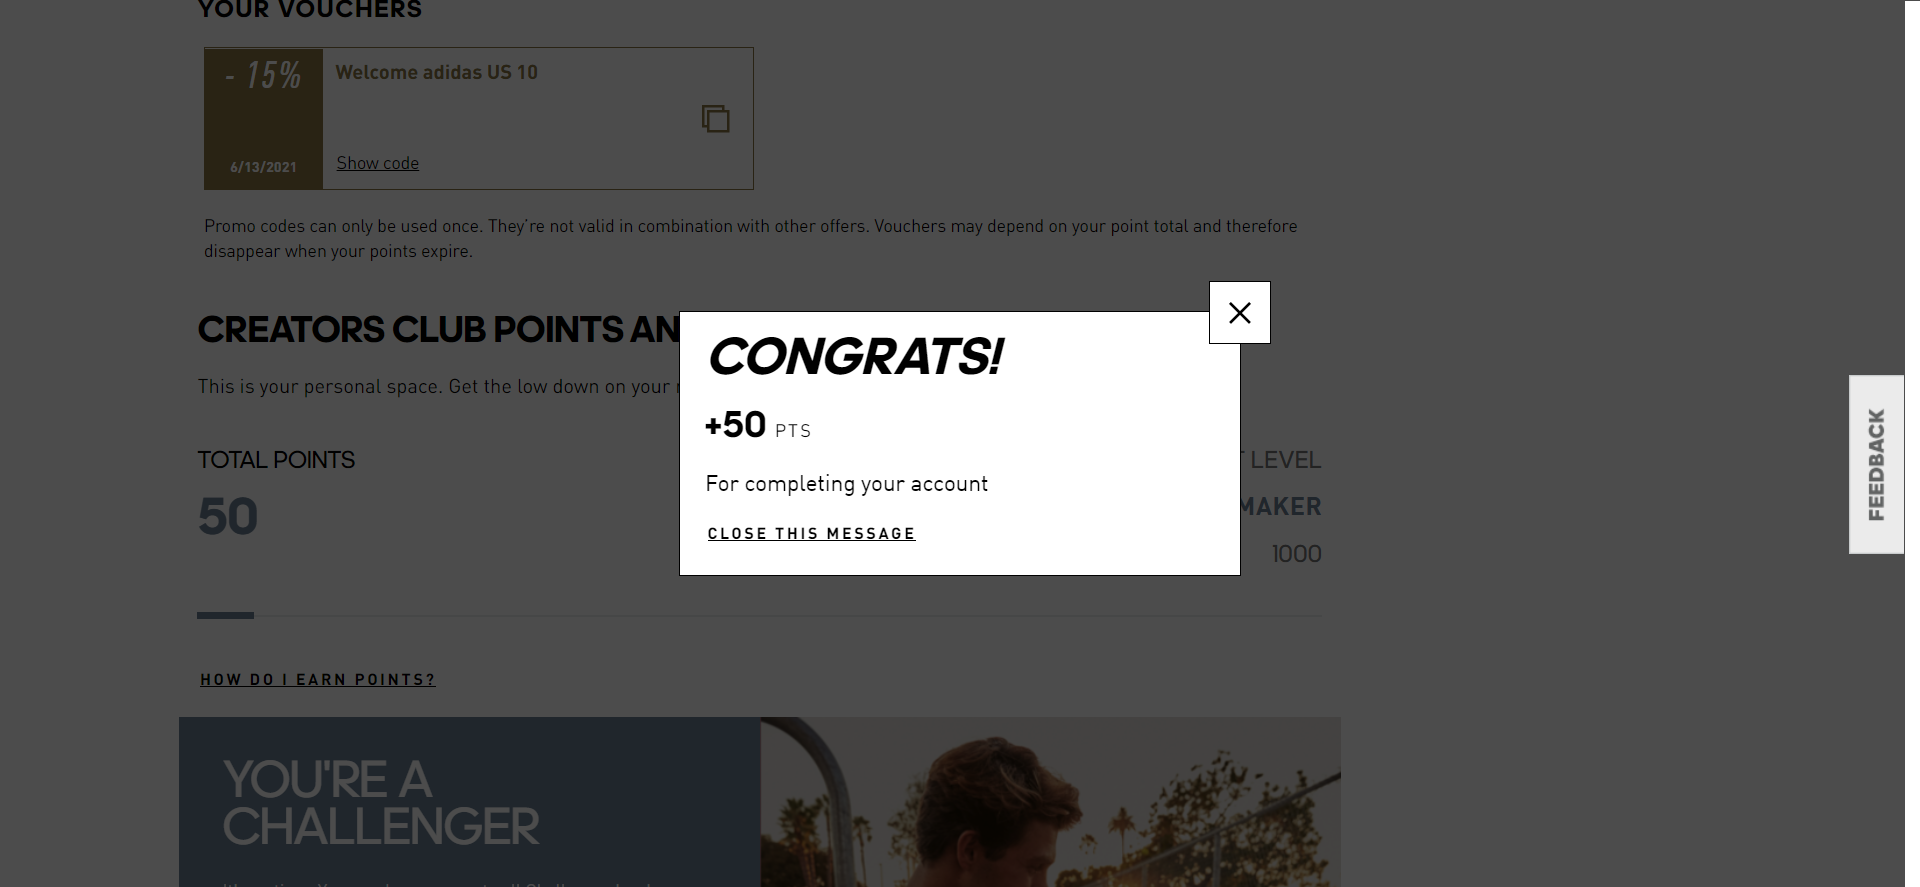 YOUR VOUCHERS
- 15%
Welcome adidas US 10
6/13/2021
Show code
Promo codes can only be used once. They're not valid in combination with other offers. Vouchers may depend on your point total and therefore
disappear when your points expire.
CREATORS CLUB POINTS AN
This is your personal space. Get the low down on your
CONGRATS!
+50 PTS
For completing your account
CLOSE THIS MESSAGE
TOTAL POINTS
50
LEVEL
MAKER
1000
HOW DO I EARN POINTS?
YOU'RE A
CHALLENGER
FEEDBACK